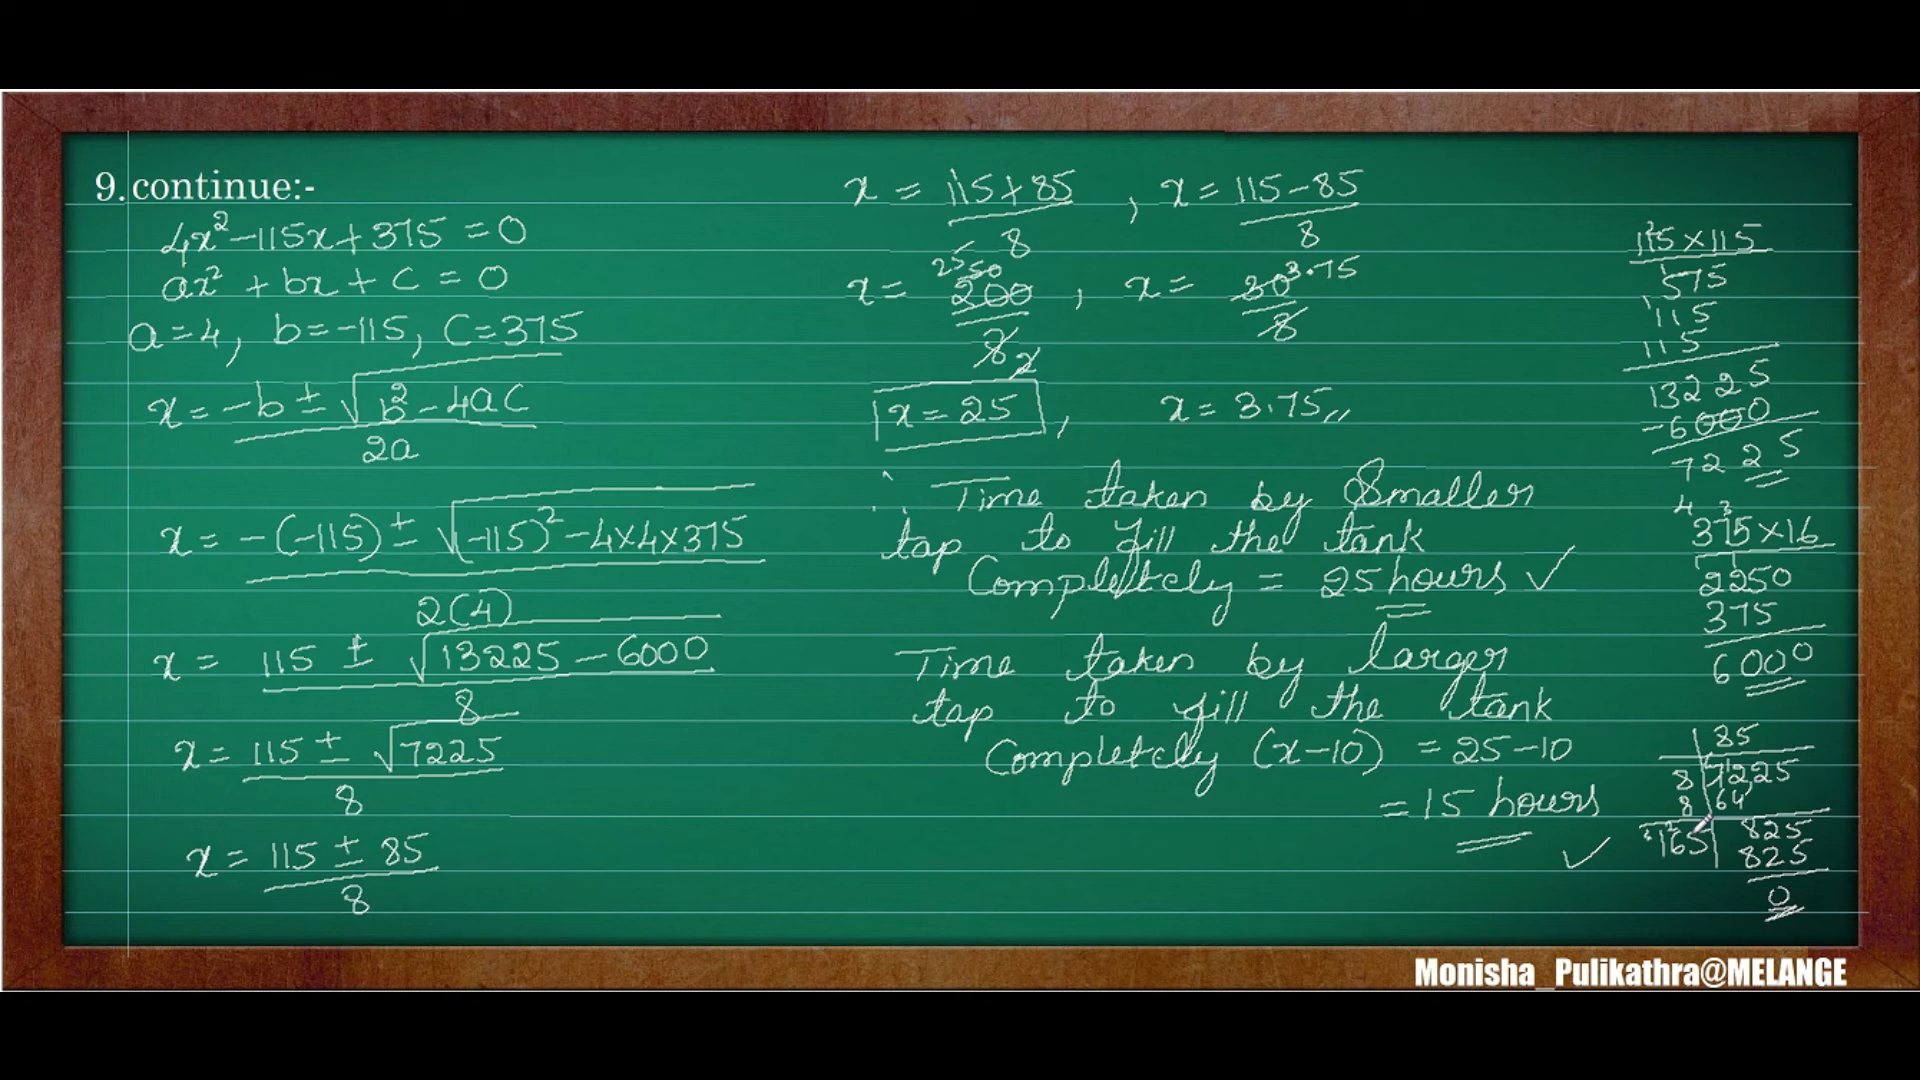 9. continue:-
4x² - 115x + 375 = 0
ax² + bx + C = 0
a = 4, b = -115, C = 375
x = -b ± √b² - 4aC
2a
x = -(-115) ± √(-115)² - 4×4×375
2(4)
x = 115 ± √13225 - 6000
8
x = 115 ± √7225
8
x = 115 ± 85
8
x = 115 + 85 , x = 115 - 85
8 8
25 50 3.75
x = 200 , x = 30
8 2 8
x = 25 , x = 3.75,,
∴ Time taken by Smaller
tap to fill the tank
Completely = 25 hours ✓
Time taken by larger
tap to fill the tank
Completely (x - 10) = 25 - 10
= 15 hours
✓
115 × 115
575
115
115
13225
-6000
7225
375 × 16
2250
375
6000
85
8 7225
8 64
165 825
825
0
Monisha_Pulikathra@MELANGE